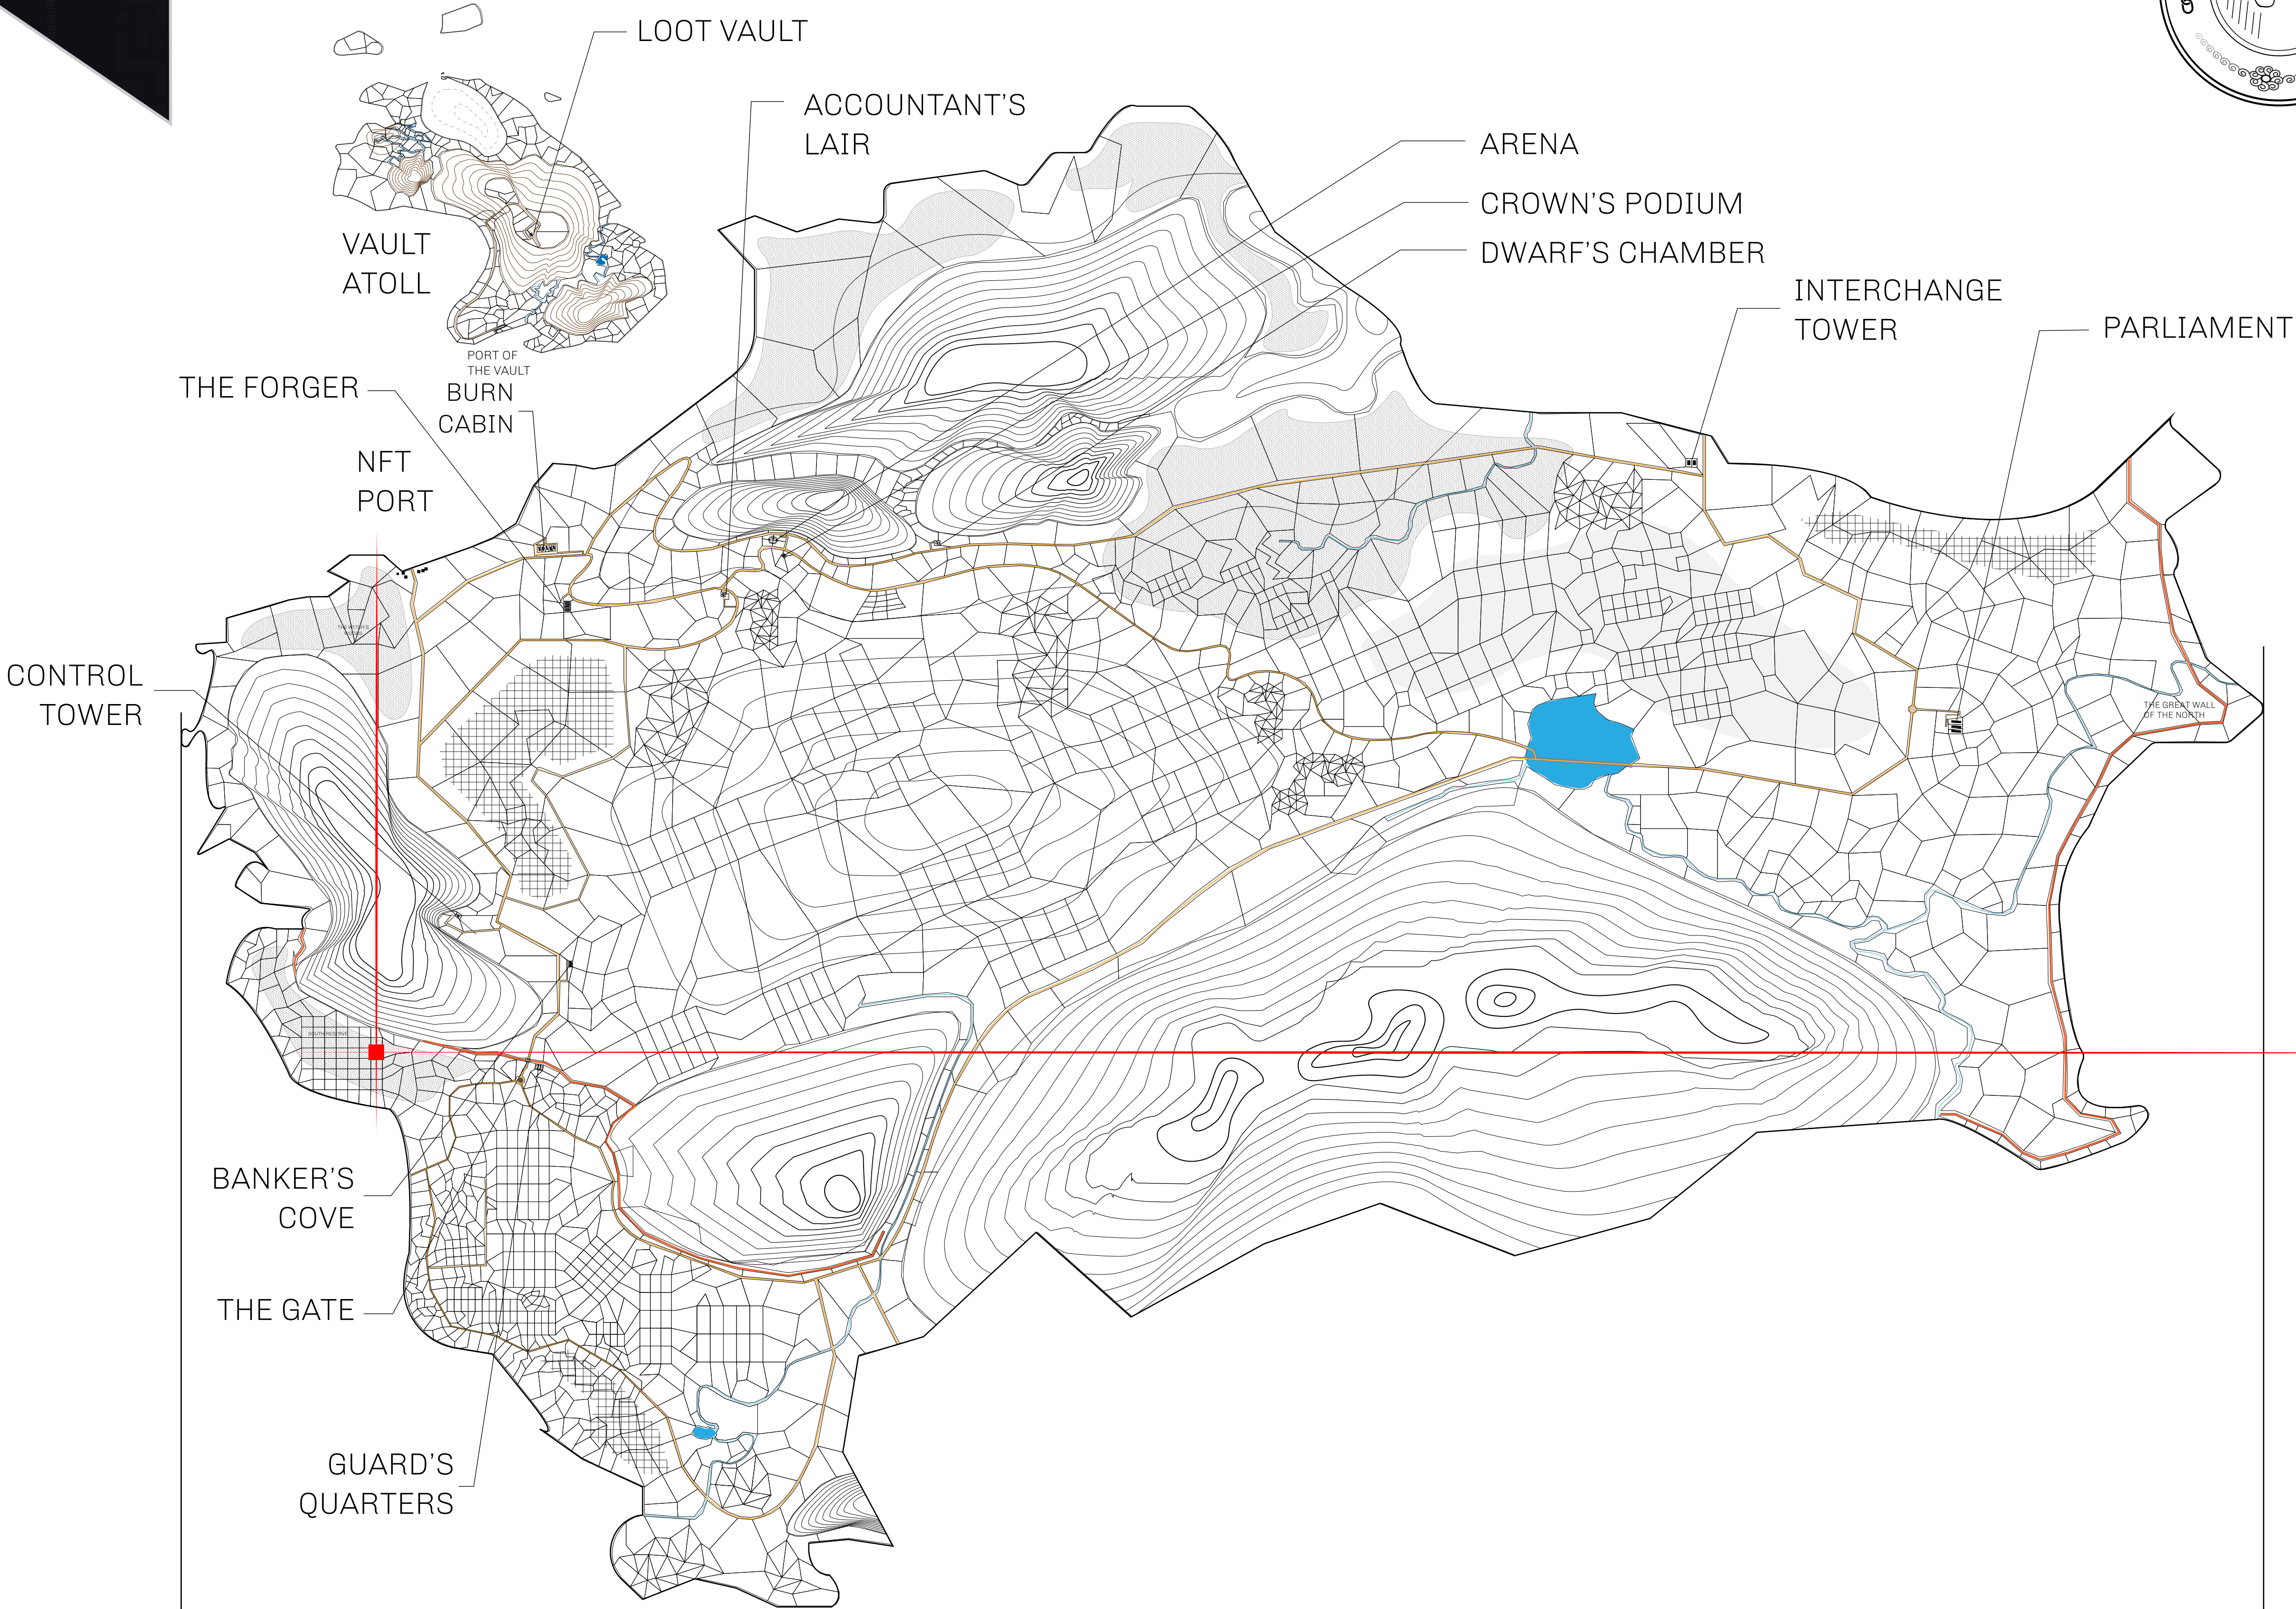 LOOT VAULT
ACCOUNTANT'S
LAIR
ARENA
CROWN'S PODIUM
DWARF'S CHAMBER
INTERCHANGE
TOWER
PARLIAMENT
VAULT
ATOLL
PORT OF
THE VAULT
THE FORGER
BURN
CABIN
NFT
PORT
CONTROL
TOWER
THE GREAT WALL
OF THE NORTH
SOUTH RESERVE
BANKER'S
COVE
THE GATE
GUARD'S
QUARTERS